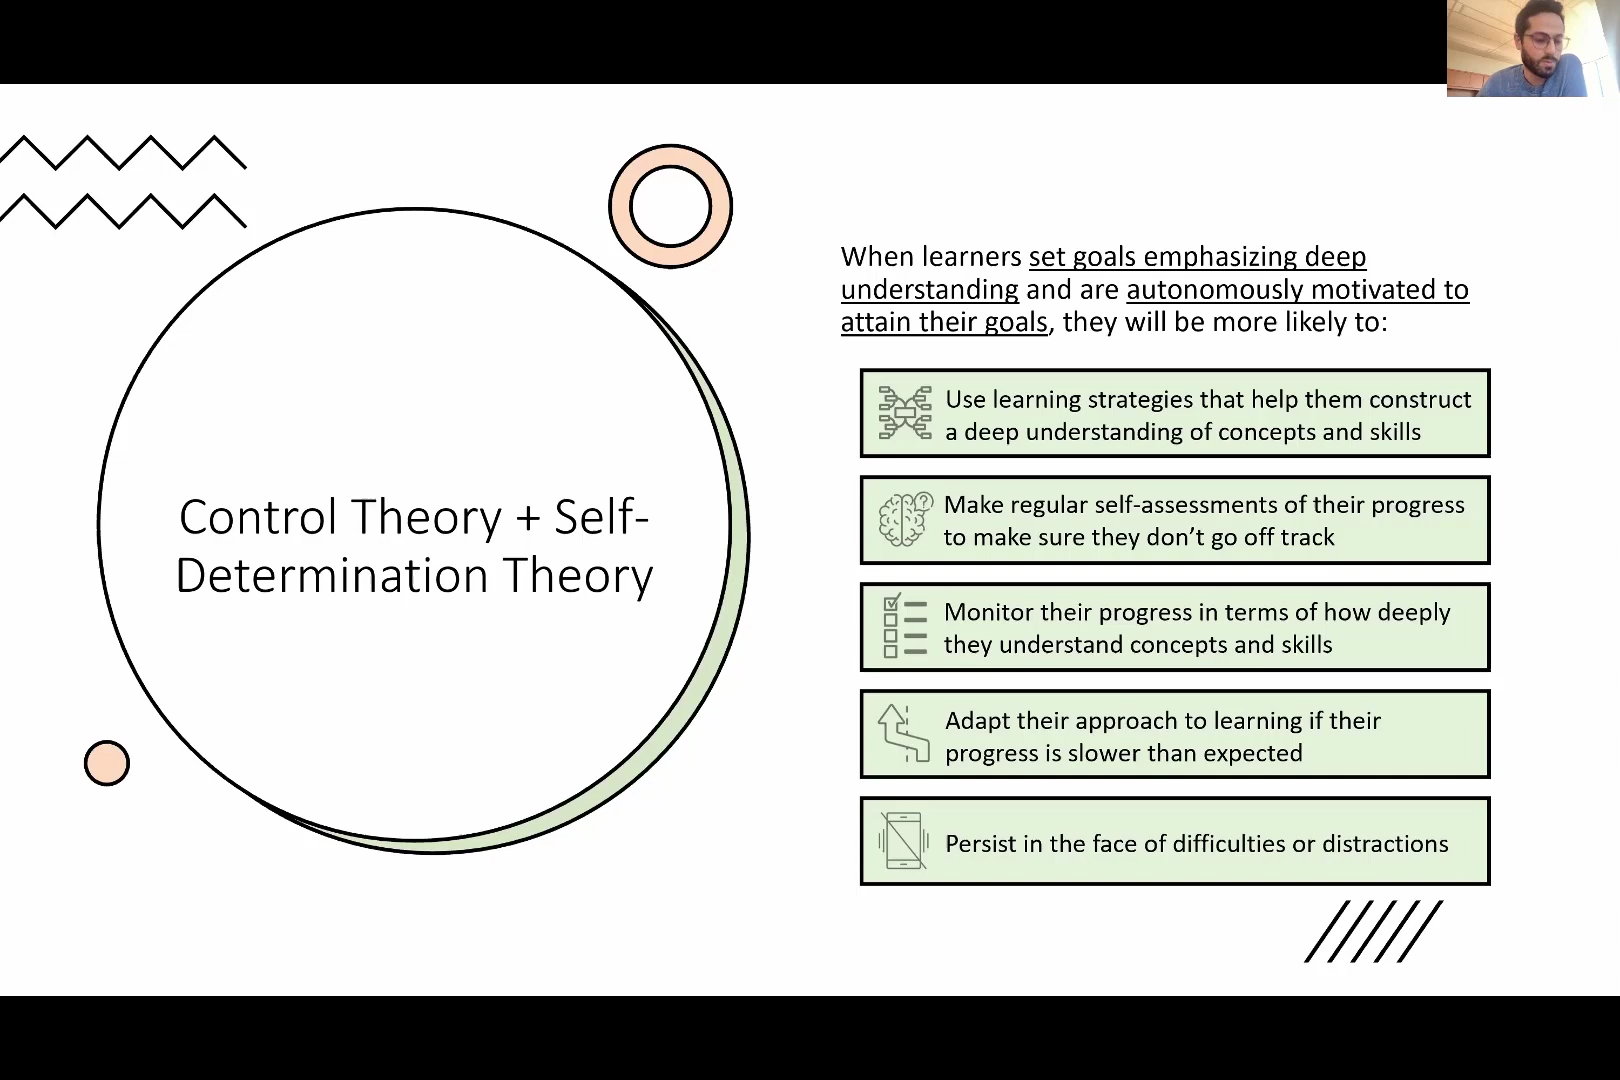 Control Theory + Self-
Determination Theory
When learners set goals emphasizing deep
understanding and are autonomously motivated to
attain their goals, they will be more likely to:
Use learning strategies that help them construct
a deep understanding of concepts and skills
Make regular self-assessments of their progress
to make sure they don’t go off track
Monitor their progress in terms of how deeply
they understand concepts and skills
Adapt their approach to learning if their
progress is slower than expected
Persist in the face of difficulties or distractions